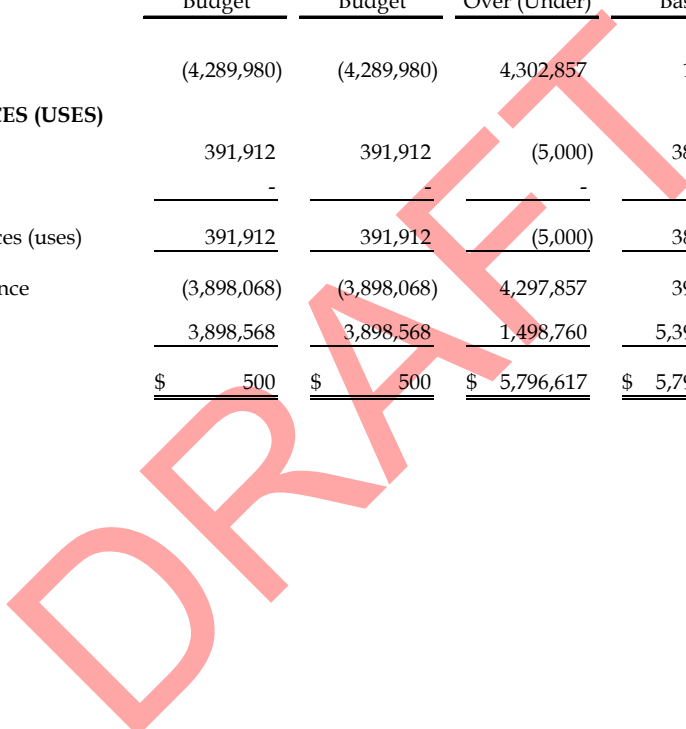 Budget Budget Over (Under)
(4,289,980) (4,289,980) 4,302,857
CES (USES)
391,912 391,912 (5,000)
- - -
ces (uses) 391,912 391,912 (5,000)
nce (3,898,068) (3,898,068) 4,297,857
3,898,568 3,898,568 1,498,760
$ 500 $ 500 $ 5,796,617 $
DRAFT